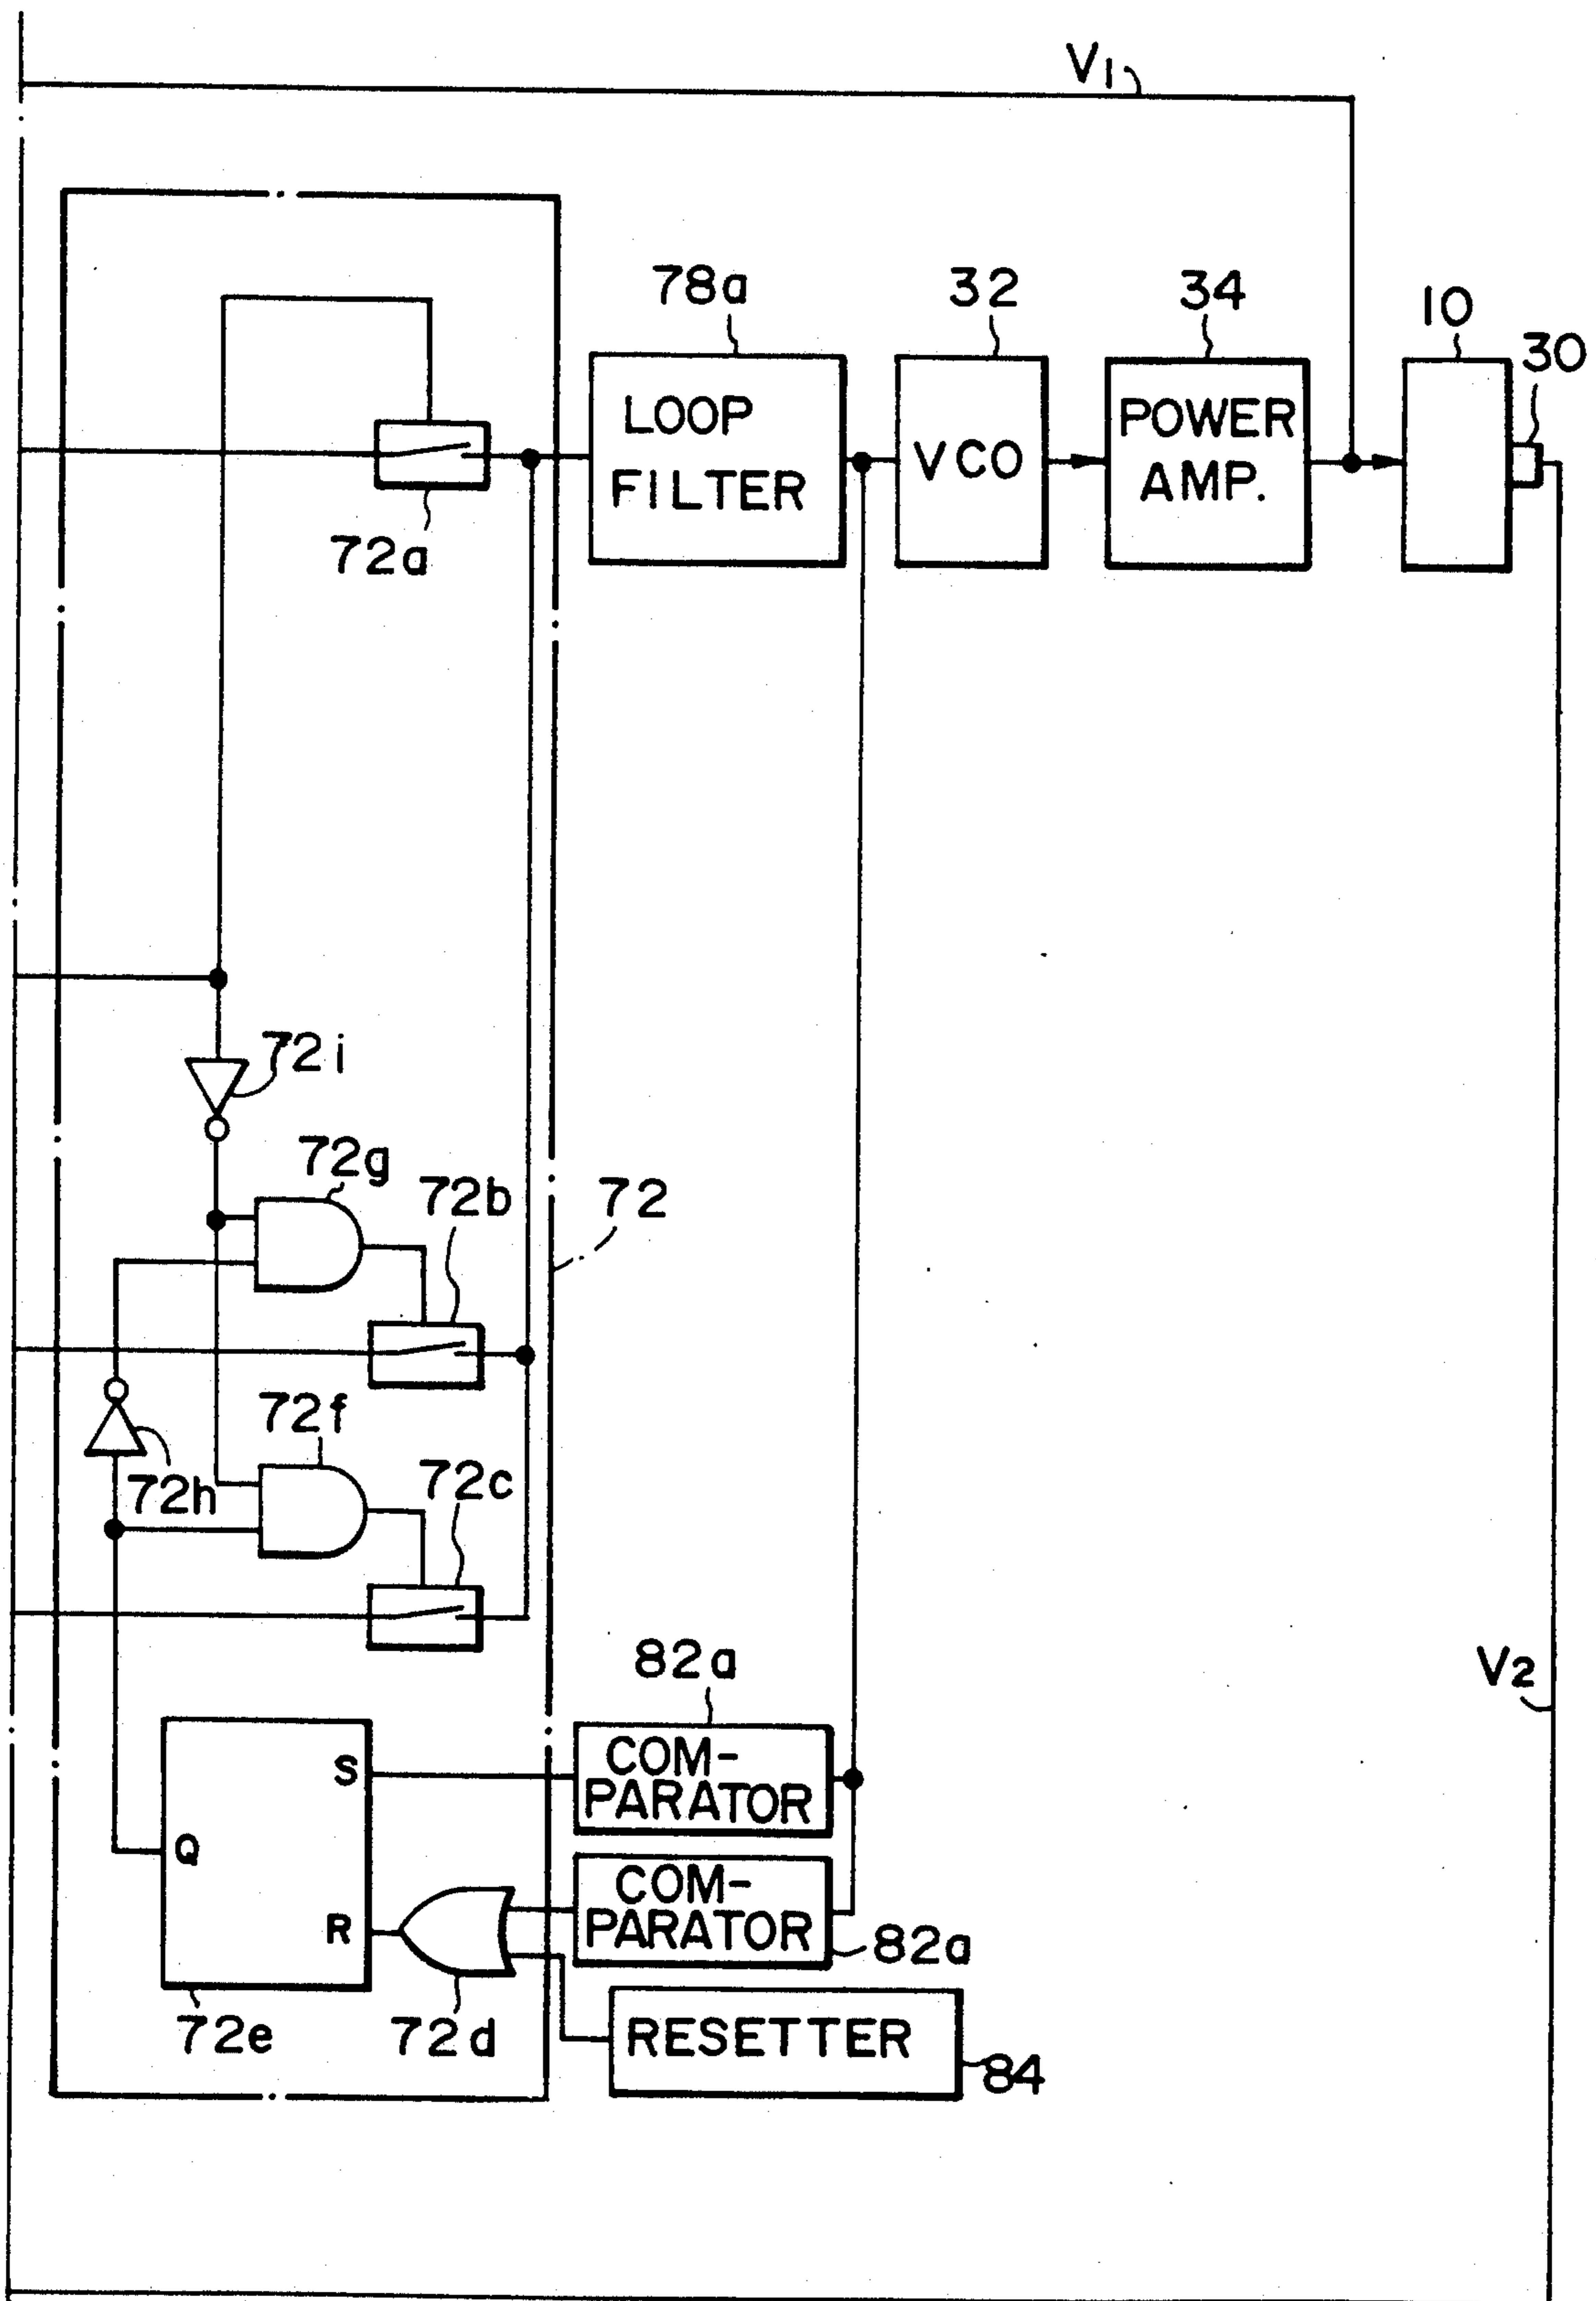 V1
78a
32
34
10
30
LOOP
FILTER
VCO
POWER
AMP.
72a
72i
72g
72b
72
72f
72h
72c
82a
V2
S
COM-
PARATOR
Q
COM-
PARATOR
R
82a
72e
72d
RESETTER
84